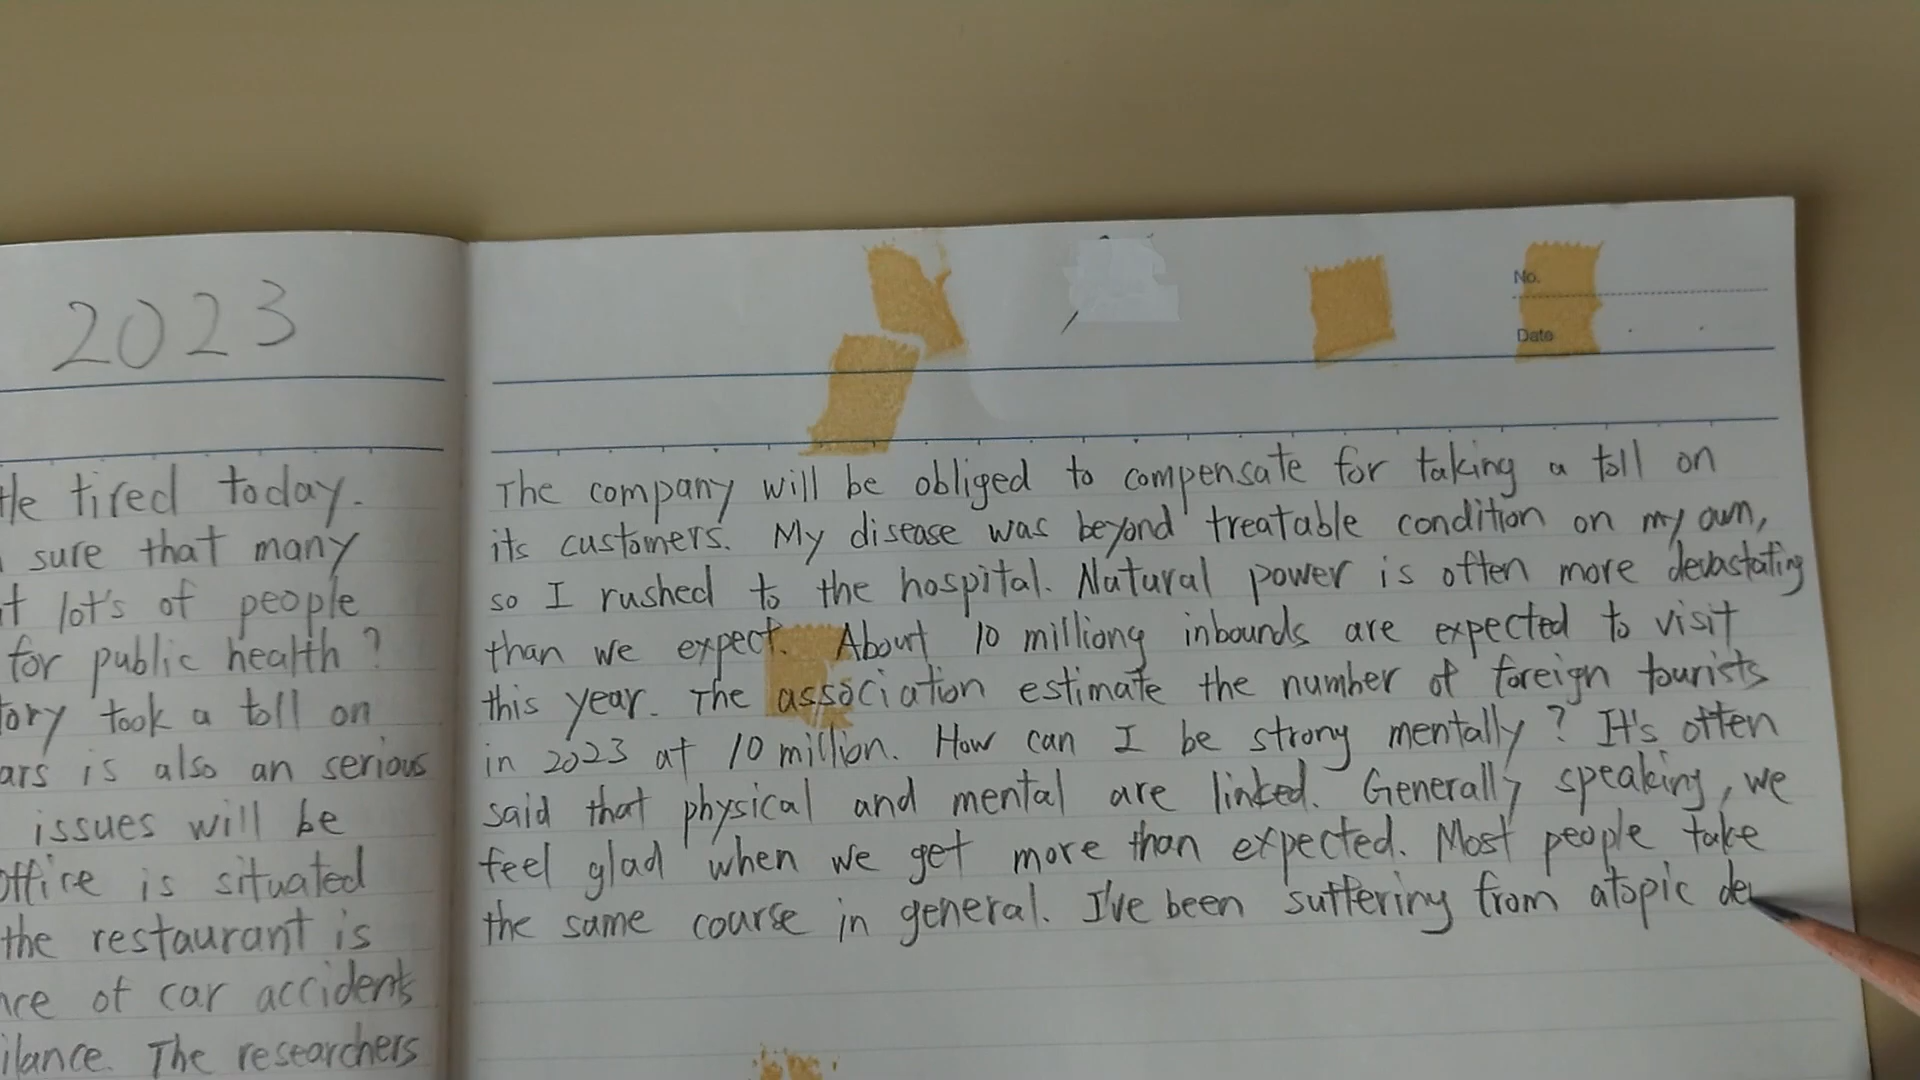 2023
tired today.
sure that many
lot's of people
for public health?
took a toll on
is also an serious
issues will be
office is situated
the restaurant is
of car accidents
The researchers
No.
Date
The company will be obliged to compensate for taking a toll on
its customers. My disease was beyond treatable condition on my own,
so I rushed to the hospital. Natural power is often more devastating
than we expect. About 10 milliong inbounds are expected to visit
this year. The association estimate the number of foreign tourists
in 2023 at 10 million. How can I be strong mentally? It's often
said that physical and mental are linked. Generally speaking, we
feel glad when we get more than expected. Most people take
the same course in general. I've been suffering from atopic de